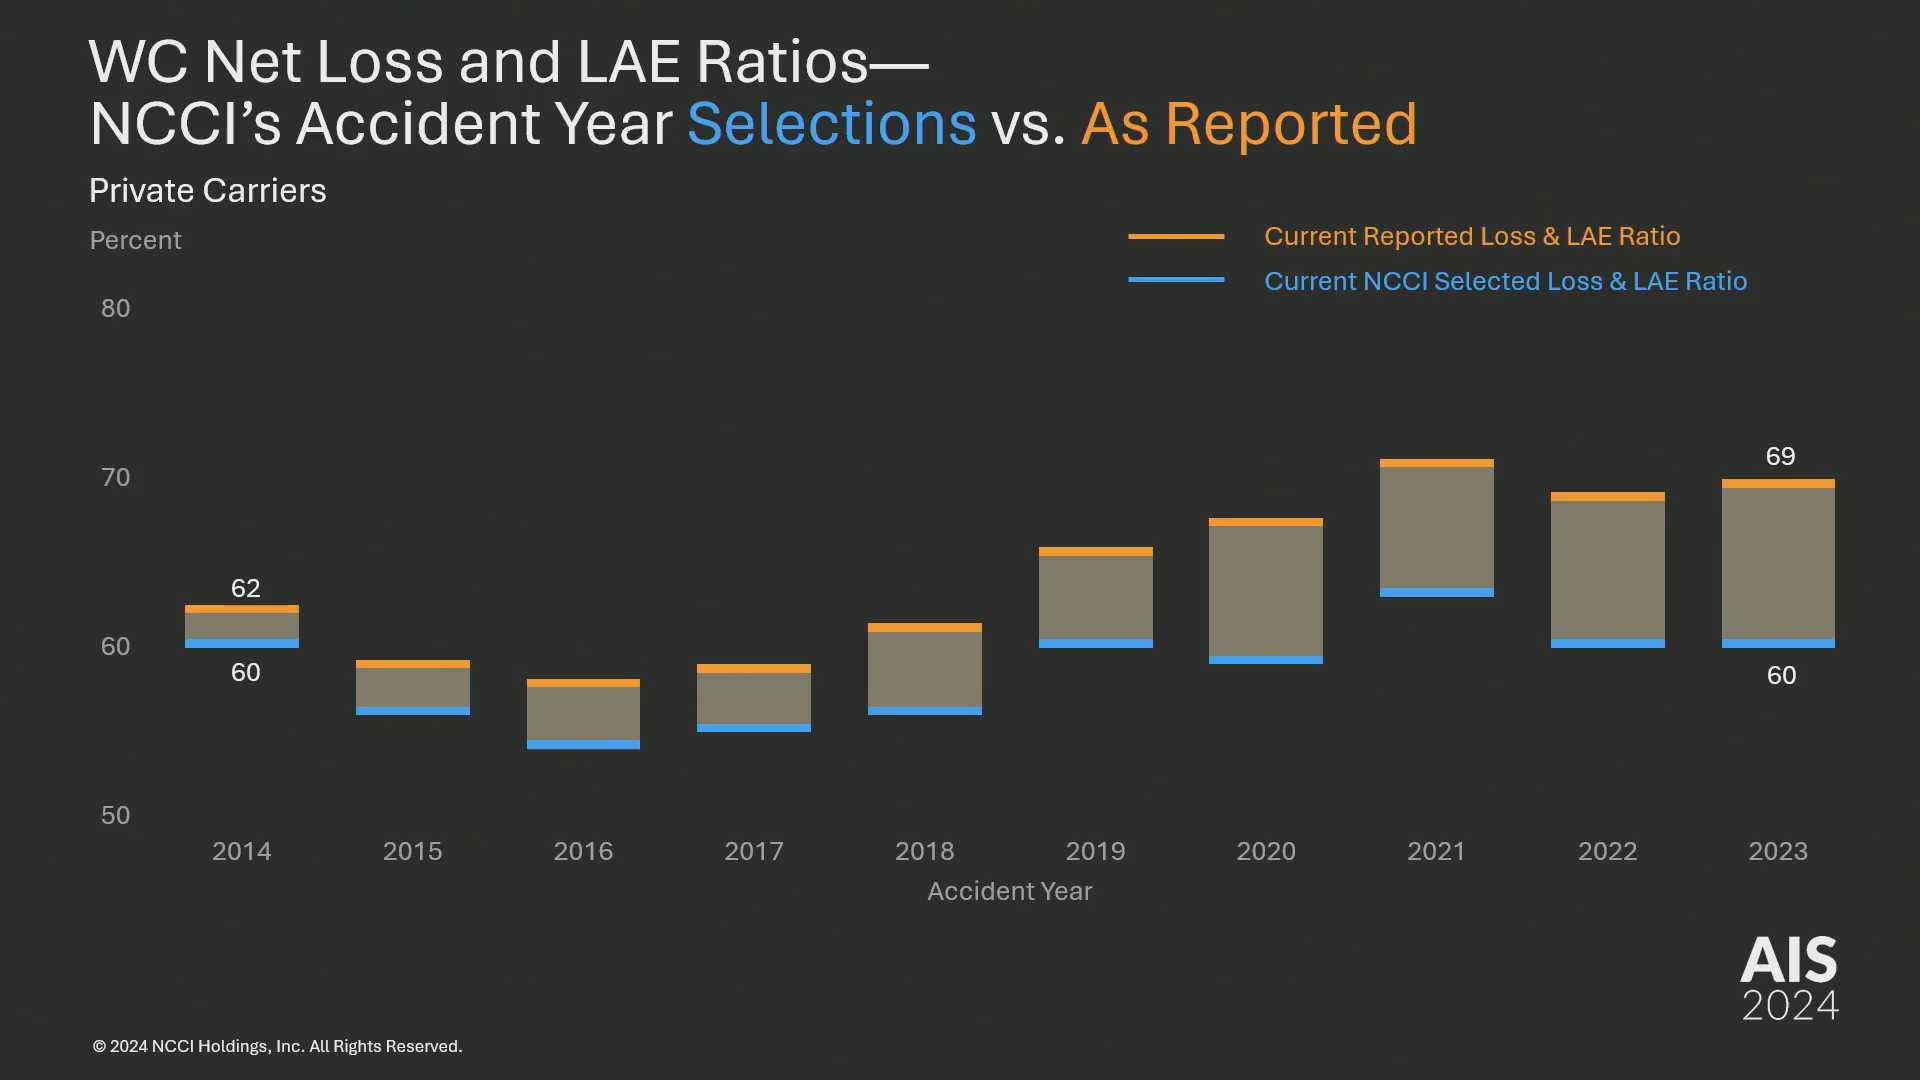 WC Net Loss and LAE Ratios—
NCCI’s Accident Year Selections vs. As Reported
Private Carriers
Percent
Current Reported Loss & LAE Ratio
Current NCCI Selected Loss & LAE Ratio
80
70
60
50
62
60
69
60
2014 2015 2016 2017 2018 2019 2020 2021 2022 2023
Accident Year
AIS
2024
© 2024 NCCI Holdings, Inc. All Rights Reserved.